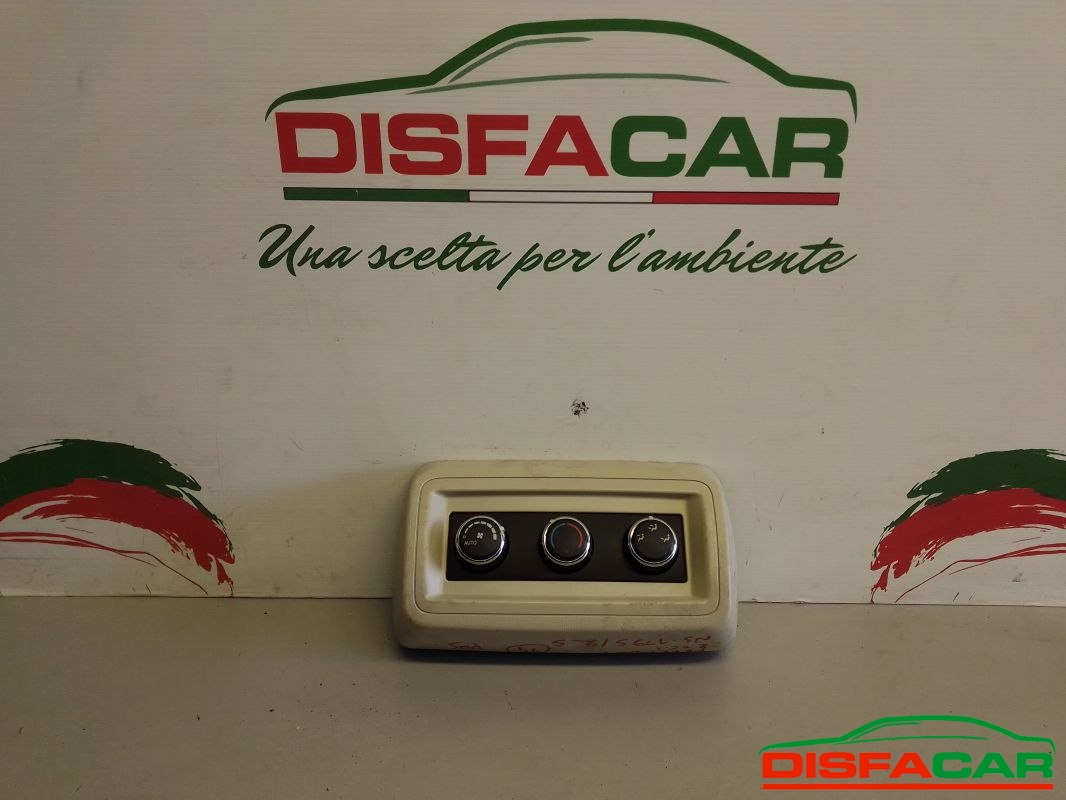 DISFACAR
Una scelta per l'ambiente
AUTO
DISFACAR